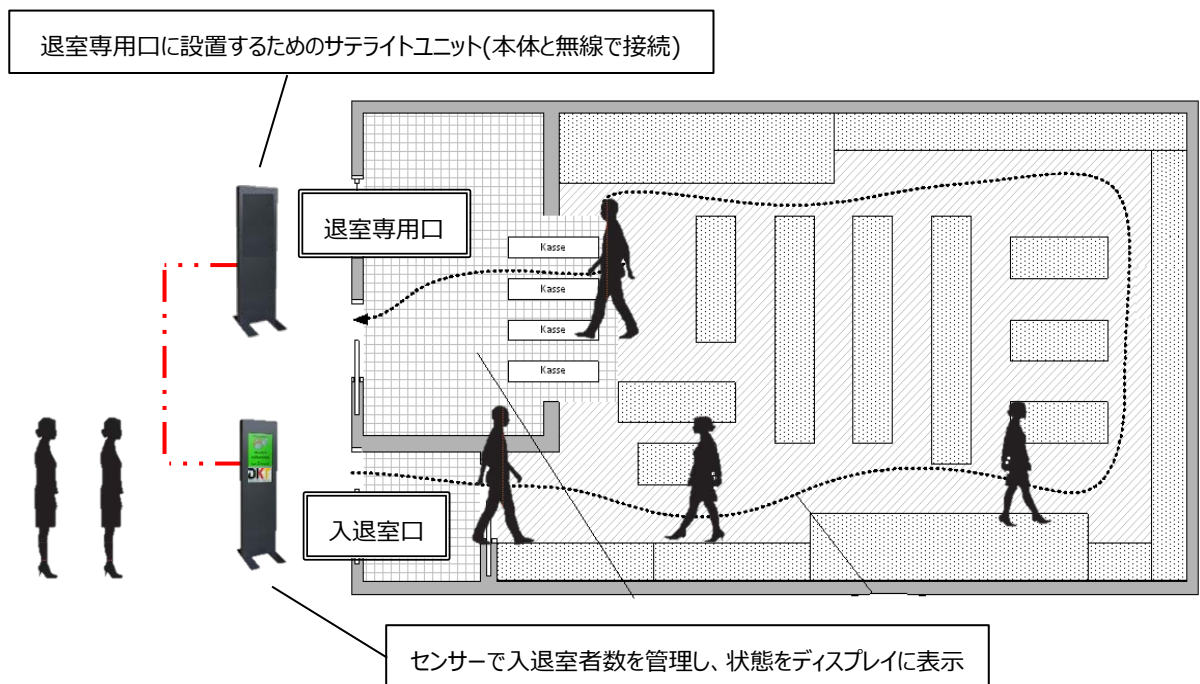 退室専用口に設置するためのサテライトユニット(本体と無線で接続)
退室専用口
Kasse
Kasse
Kasse
Kasse
DKT
入退室口
センサーで入退室者数を管理し、状態をディスプレイに表示